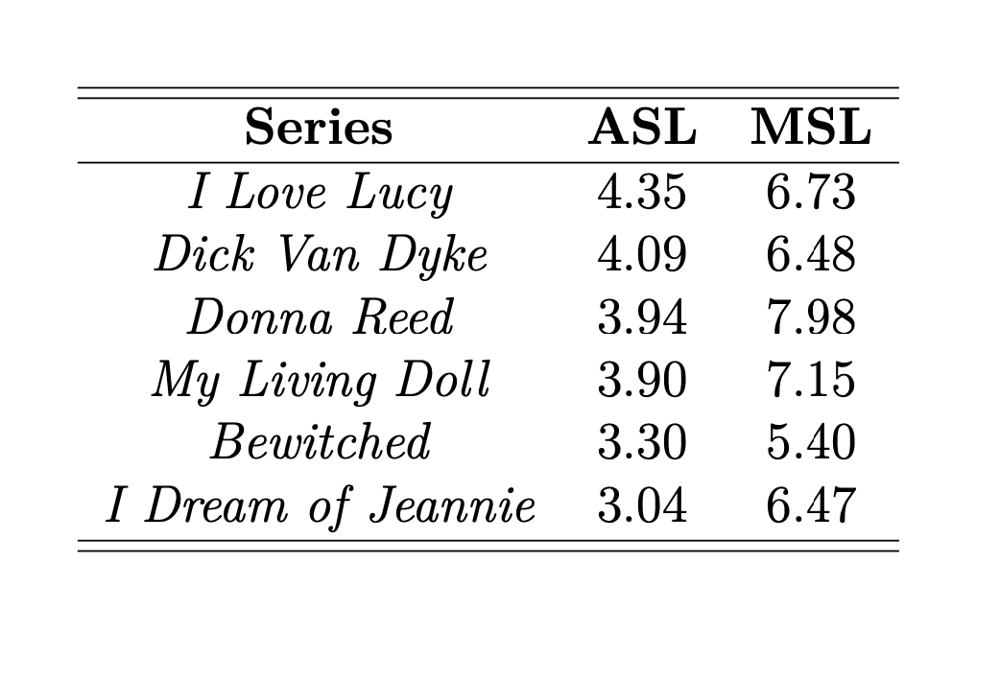 Series ASL MSL
I Love Lucy 4.35 6.73
Dick Van Dyke 4.09 6.48
Donna Reed 3.94 7.98
My Living Doll 3.90 7.15
Bewitched 3.30 5.40
I Dream of Jeannie 3.04 6.47